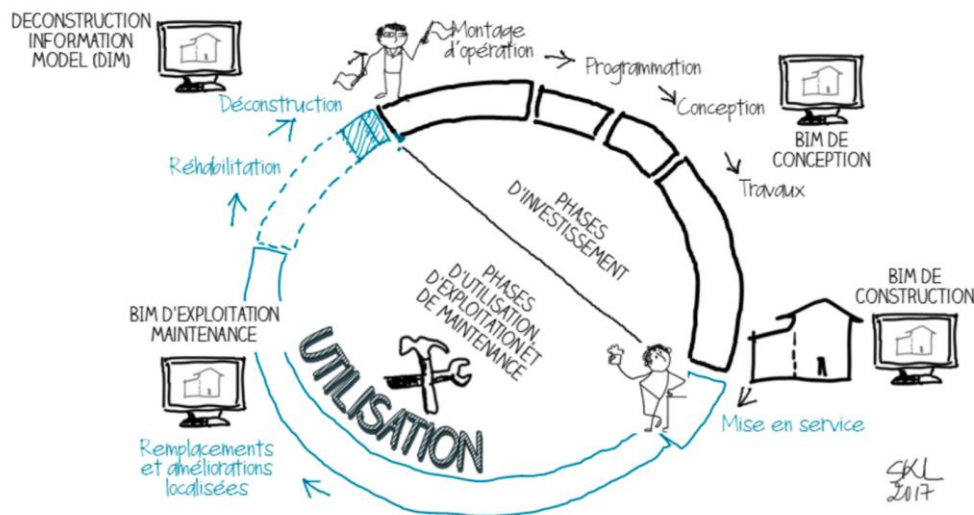 DECONSTRUCTION
INFORMATION
MODEL (DIM)
Montage
d'opération
Programmation
Conception
BIM DE
CONCEPTION
Travaux
Déconstruction
Réhabilitation
PHASES
D'INVESTISSEMENT
PHASES
D'UTILISATION,
D'EXPLOITATION ET
DE MAINTENANCE
BIM DE
CONSTRUCTION
BIM D'EXPLOITATION
MAINTENANCE
UTILISATION
Mise en service
Remplacements
et améliorations
localisées
2017